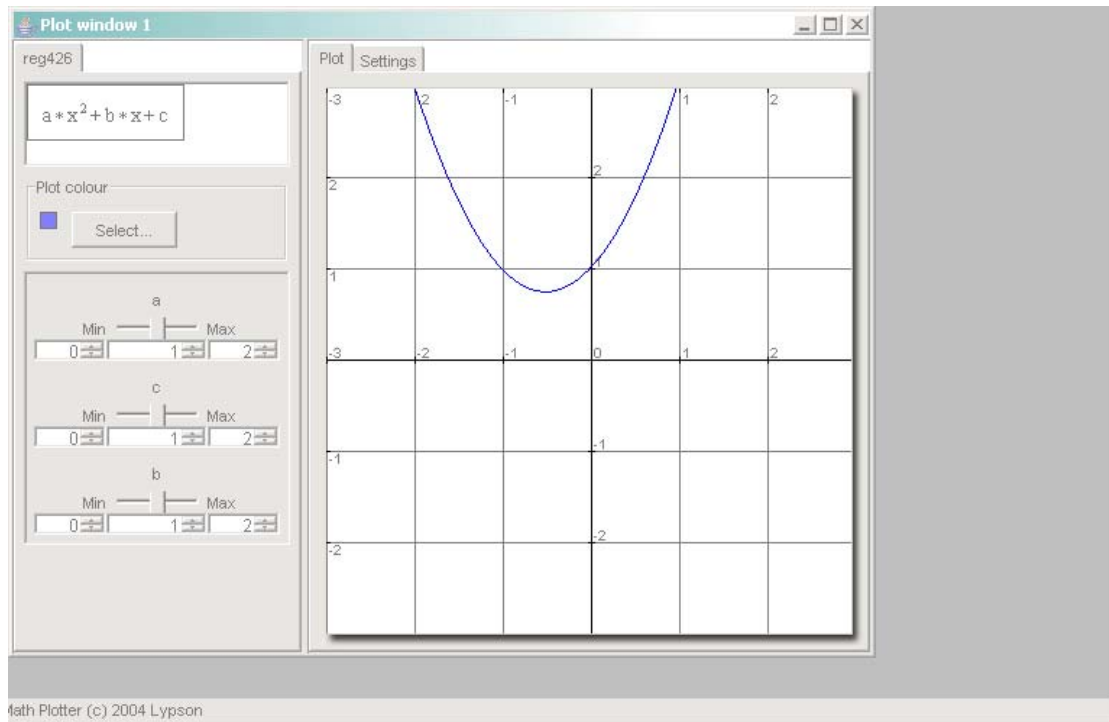 Plot window 1
reg426
a*x²+b*x+c
Plot colour
Select...
a
Min Max
0 1 2
c
Min Max
0 1 2
b
Min Max
0 1 2
Plot Settings
-3 2 -1 1 2
2 2
1 1
-3 -2 -1 0 1 2
-1 -1
-2 -2
Math Plotter (c) 2004 Lypson